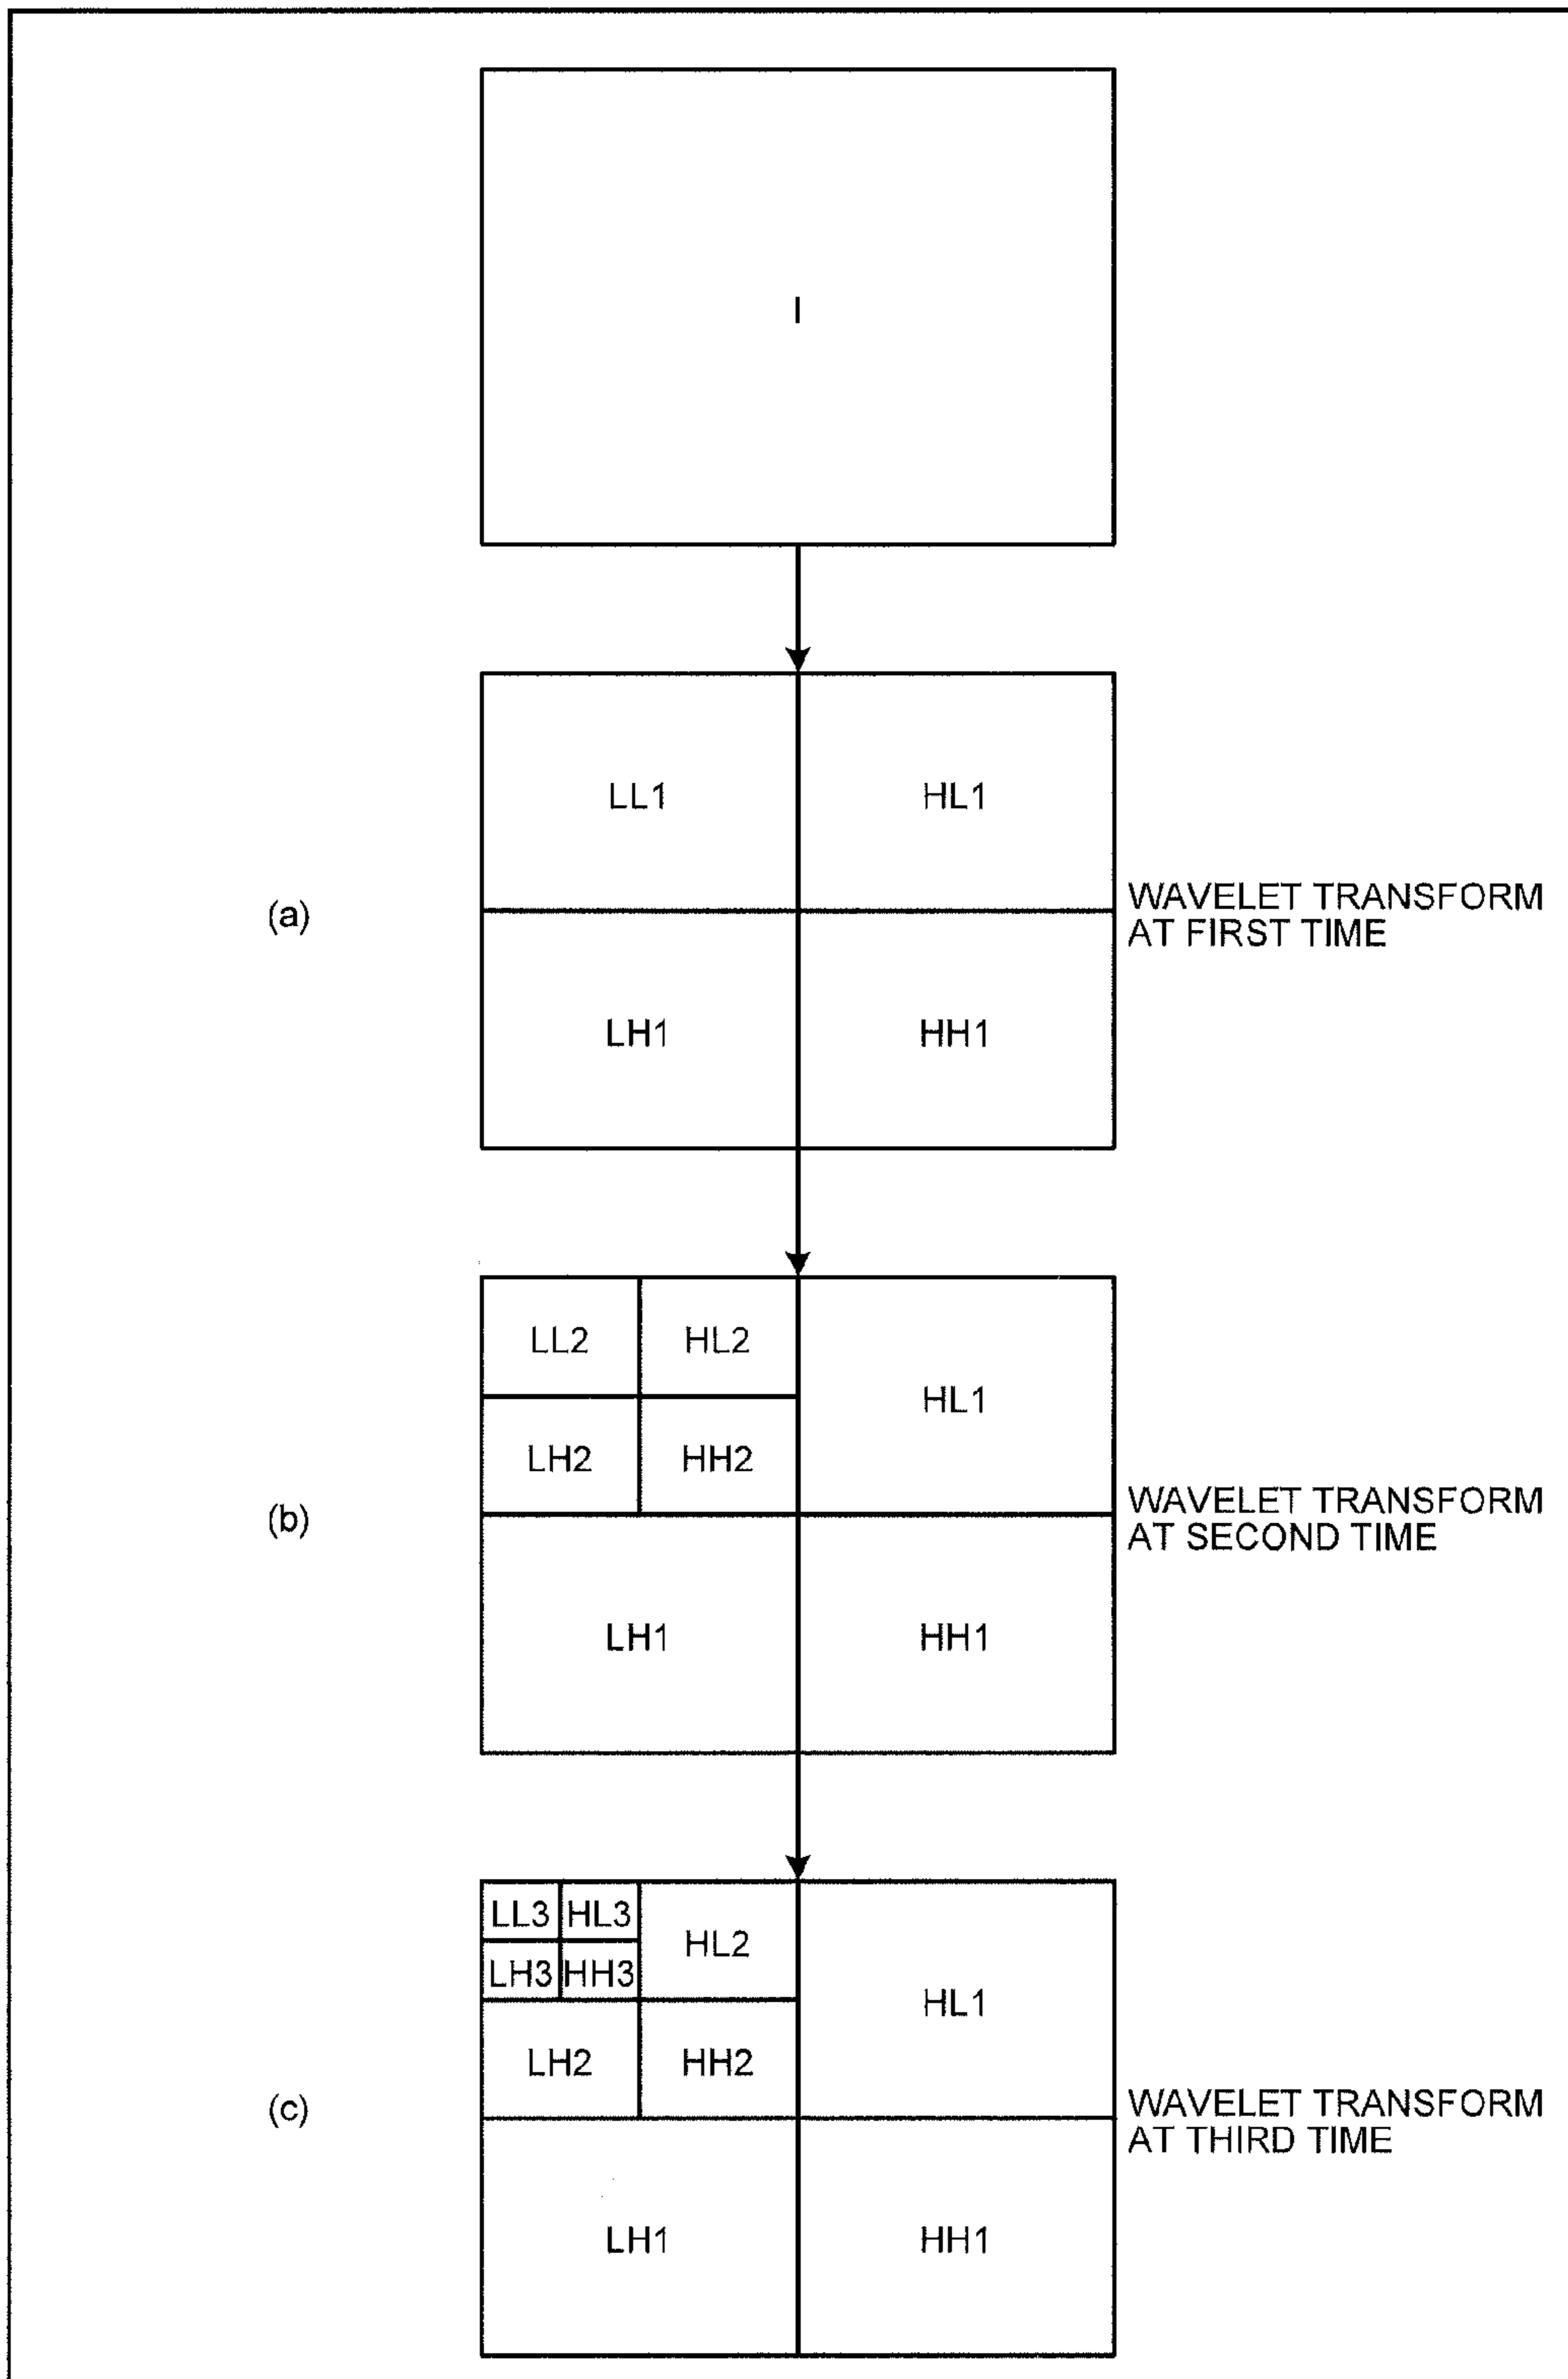 I
LL1 HL1
(a)
WAVELET TRANSFORM
AT FIRST TIME
LH1 HH1
LL2 HL2
HL1
LH2 HH2
(b)
WAVELET TRANSFORM
AT SECOND TIME
LH1 HH1
LL3 HL3
HL2
LH3 HH3
HL1
LH2 HH2
(c)
WAVELET TRANSFORM
AT THIRD TIME
LH1 HH1